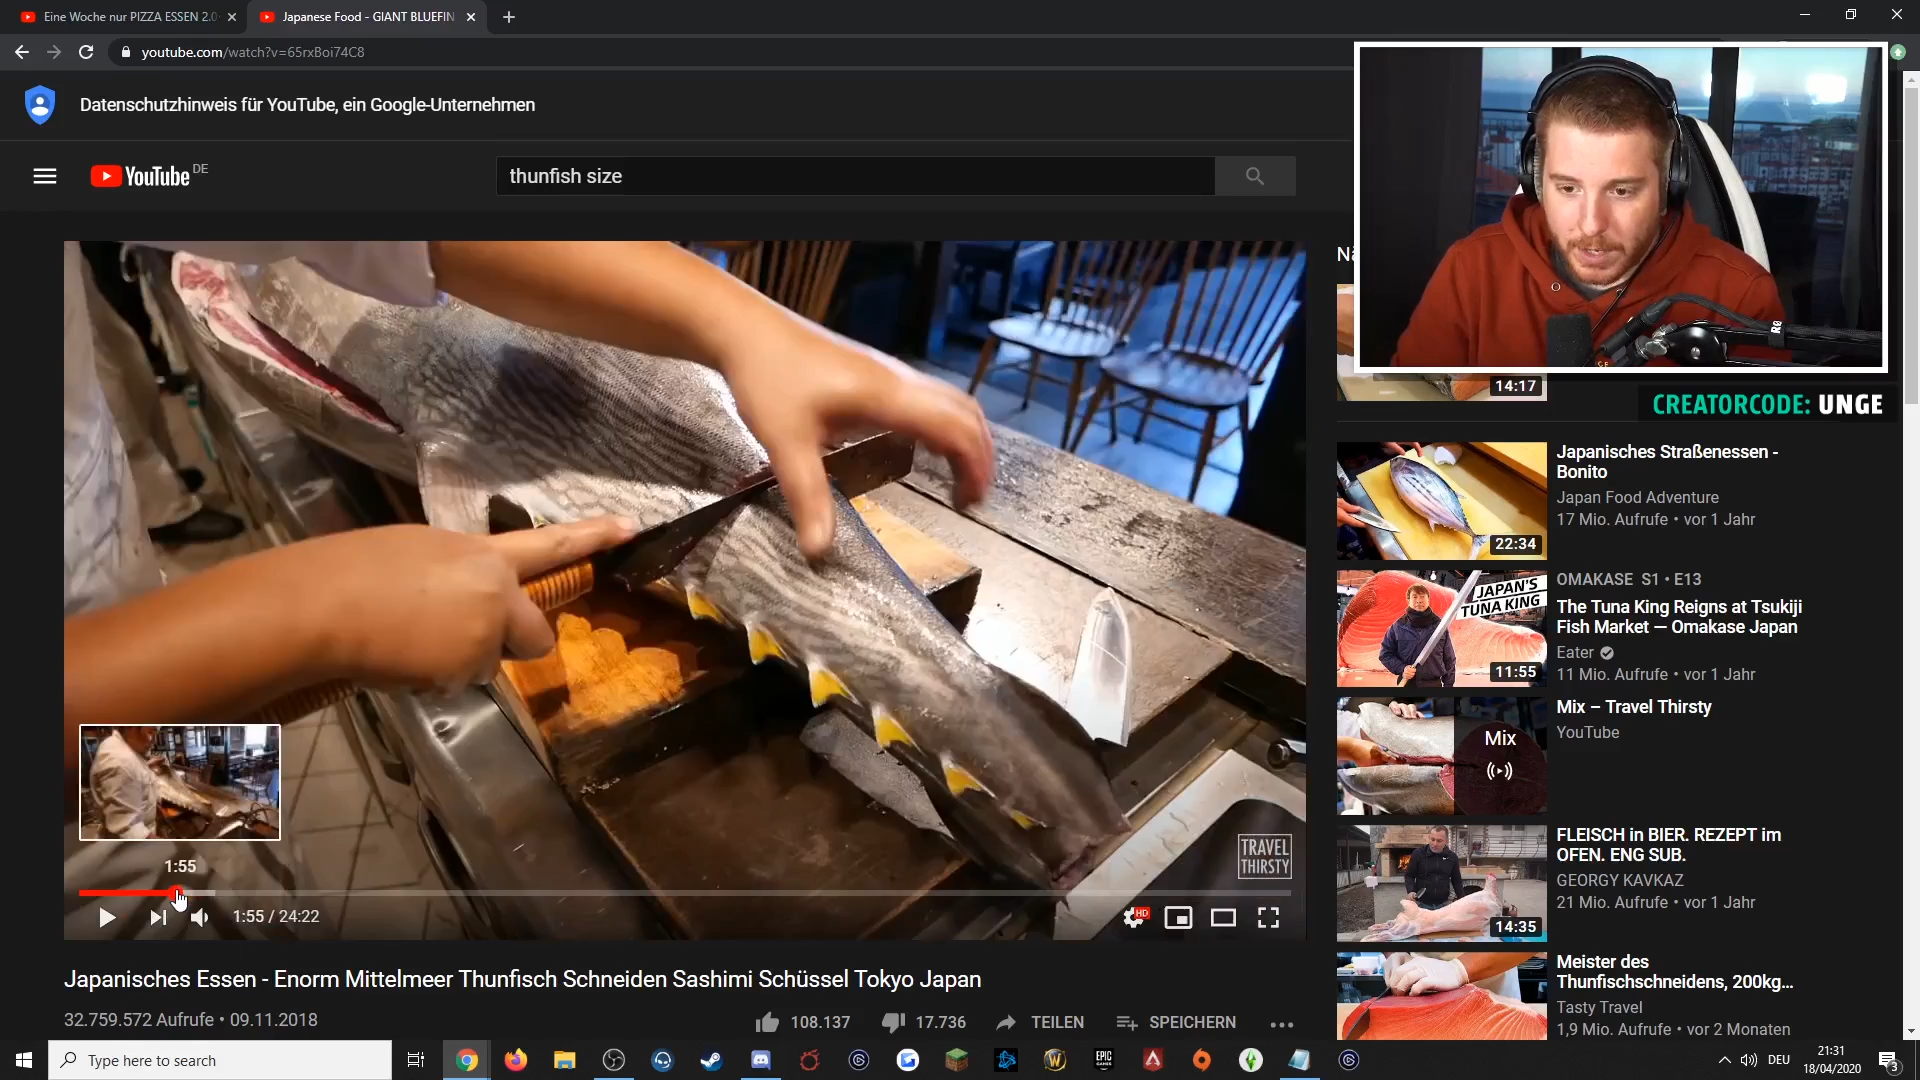 Eine Woche nur PIZZA ESSEN 2.0
Japanese Food - GIANT BLUEFIN
youtube.com/watch?v=65rxBoi74C8
Datenschutzhinweis für YouTube, ein Google-Unternehmen
YouTube DE
thunfish size
14:17
CREATORCODE: UNGE
Japanisches Straßenessen -
Bonito
Japan Food Adventure
17 Mio. Aufrufe • vor 1 Jahr
22:34
JAPAN'S
TUNA KING
OMAKASE S1 • E13
The Tuna King Reigns at Tsukiji
Fish Market — Omakase Japan
Eater
11 Mio. Aufrufe • vor 1 Jahr
11:55
Mix
Mix – Travel Thirsty
YouTube
FLEISCH in BIER. REZEPT im
OFEN. ENG SUB.
GEORGY KAVKAZ
21 Mio. Aufrufe • vor 1 Jahr
14:35
Meister des
Thunfischschneidens, 200kg...
Tasty Travel
1,9 Mio. Aufrufe • vor 2 Monaten
TRAVEL
THIRSTY
1:55
1:55 / 24:22
HD
Japanisches Essen - Enorm Mittelmeer Thunfisch Schneiden Sashimi Schüssel Tokyo Japan
32.759.572 Aufrufe • 09.11.2018
108.137
17.736
TEILEN
SPEICHERN
Type here to search
EPIC
GAMES
DEU
21:31
18/04/2020
3